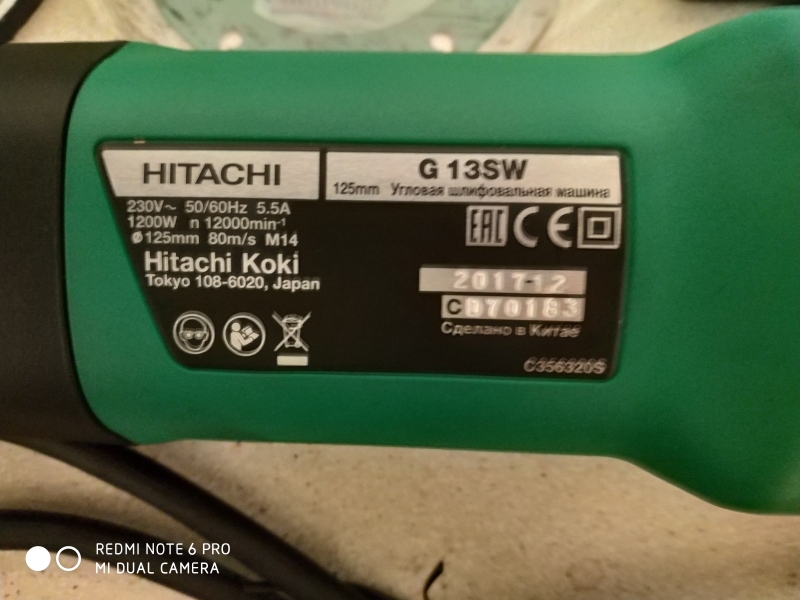 HITACHI
G 13SW
125mm Угловая шлифовальная машина
230V~ 50/60Hz 5.5A
1200W n 12000min⁻¹
Ø125mm 80m/s M14
Hitachi Koki
Tokyo 108-6020, Japan
EAC CE
2017-12
C070183
Сделано в Китае
C356320S
REDMI NOTE 6 PRO
MI DUAL CAMERA